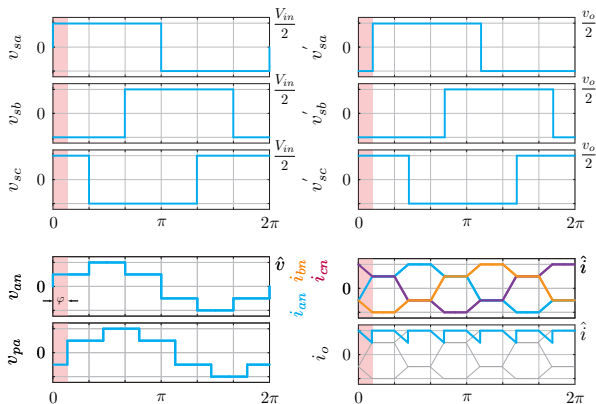 v_sa 0 V_in/2
v'_sa 0 v_o/2
v_sb 0 V_in/2
v'_sb 0 v_o/2
v_sc 0 V_in/2
v'_sc 0 v_o/2
0 π 2π
0 π 2π
v_an 0 φ v̂
i_an i_bn i_cn 0 î
v_pa 0
i_o 0 î
0 π 2π
0 π 2π